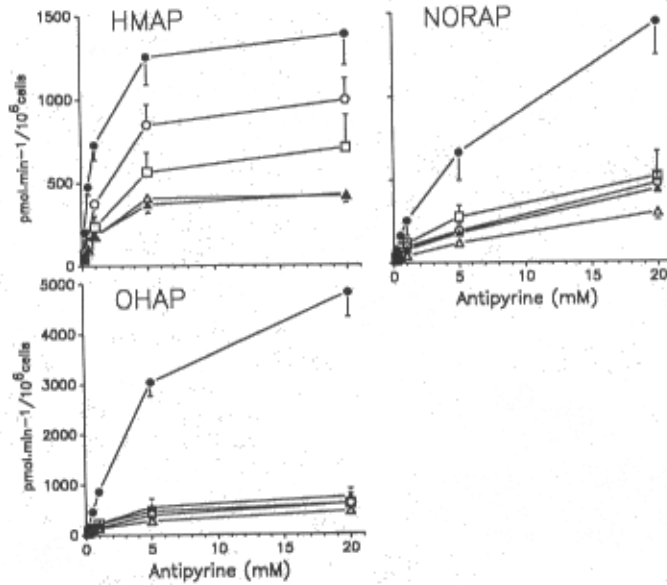 HMAP
1500
1000
500
0
pmol.min−1/10⁶cells
NORAP
0 5 10 15 20
Antipyrine (mM)
OHAP
5000
4000
3000
2000
1000
0
pmol.min−1/10⁶cells
0 5 10 15 20
Antipyrine (mM)